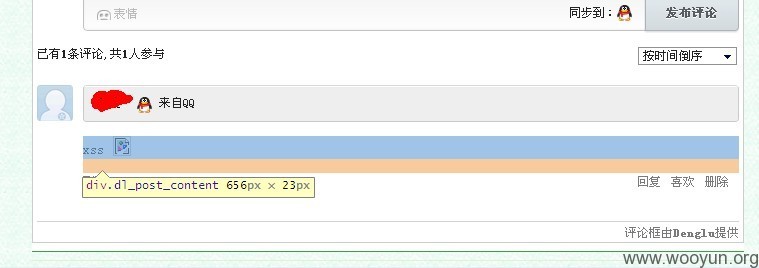 表情
同步到：
发布评论
已有1条评论, 共1人参与
按时间倒序
来自QQ
xss
div.dl_post_content 656px × 23px
回复 喜欢 删除
评论框由Denglu提供
www.wooyun.org